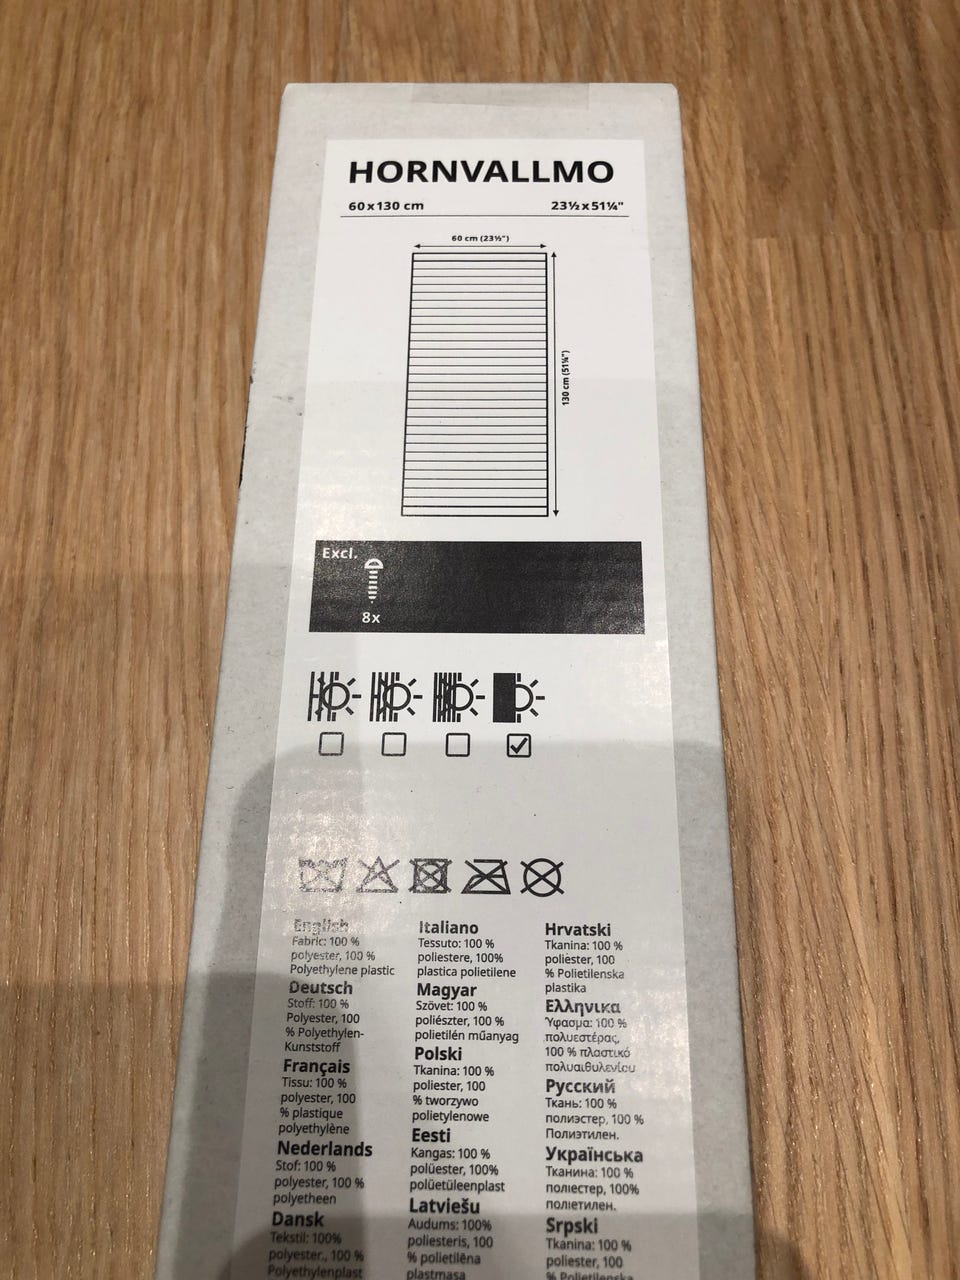 HORNVALLMO
60x130 cm 23½x51¼"
60 cm (23½")
130 cm (51¼")
Excl.
8x
English
Fabric: 100 %
polyester, 100 %
Polyethylene plastic
Deutsch
Stoff: 100 %
Polyester, 100
% Polyethylen-
Kunststoff
Français
Tissu: 100 %
polyester, 100
% plastique
polyethylène
Nederlands
Stof: 100 %
polyester, 100 %
polyetheen
Dansk
Tekstil: 100%
polyester., 100 %
Polyethylenplast
Italiano
Tessuto: 100 %
poliestere, 100%
plastica polietilene
Magyar
Szövet: 100 %
poliészter, 100 %
polietilén műanyag
Polski
Tkanina: 100 %
poliester, 100
% tworzywo
polietylenowe
Eesti
Kangas: 100 %
polüester, 100%
polüetüleenplast
Latviešu
Audums: 100%
poliesteris, 100
% polietilēna
plastmasa
Hrvatski
Tkanina: 100 %
poliester, 100
% Polietilenska
plastika
Ελληνικα
Ύφασμα: 100 %
πολυεστέρας,
100 % πλαστικό
πολυαιθυλενίου
Русский
Ткань: 100 %
полиэстер, 100 %
Полиэтилен.
Українська
Тканина: 100 %
поліестер, 100%
поліетилен.
Srpski
Tkanina: 100 %
poliester, 100
% Polietilenska